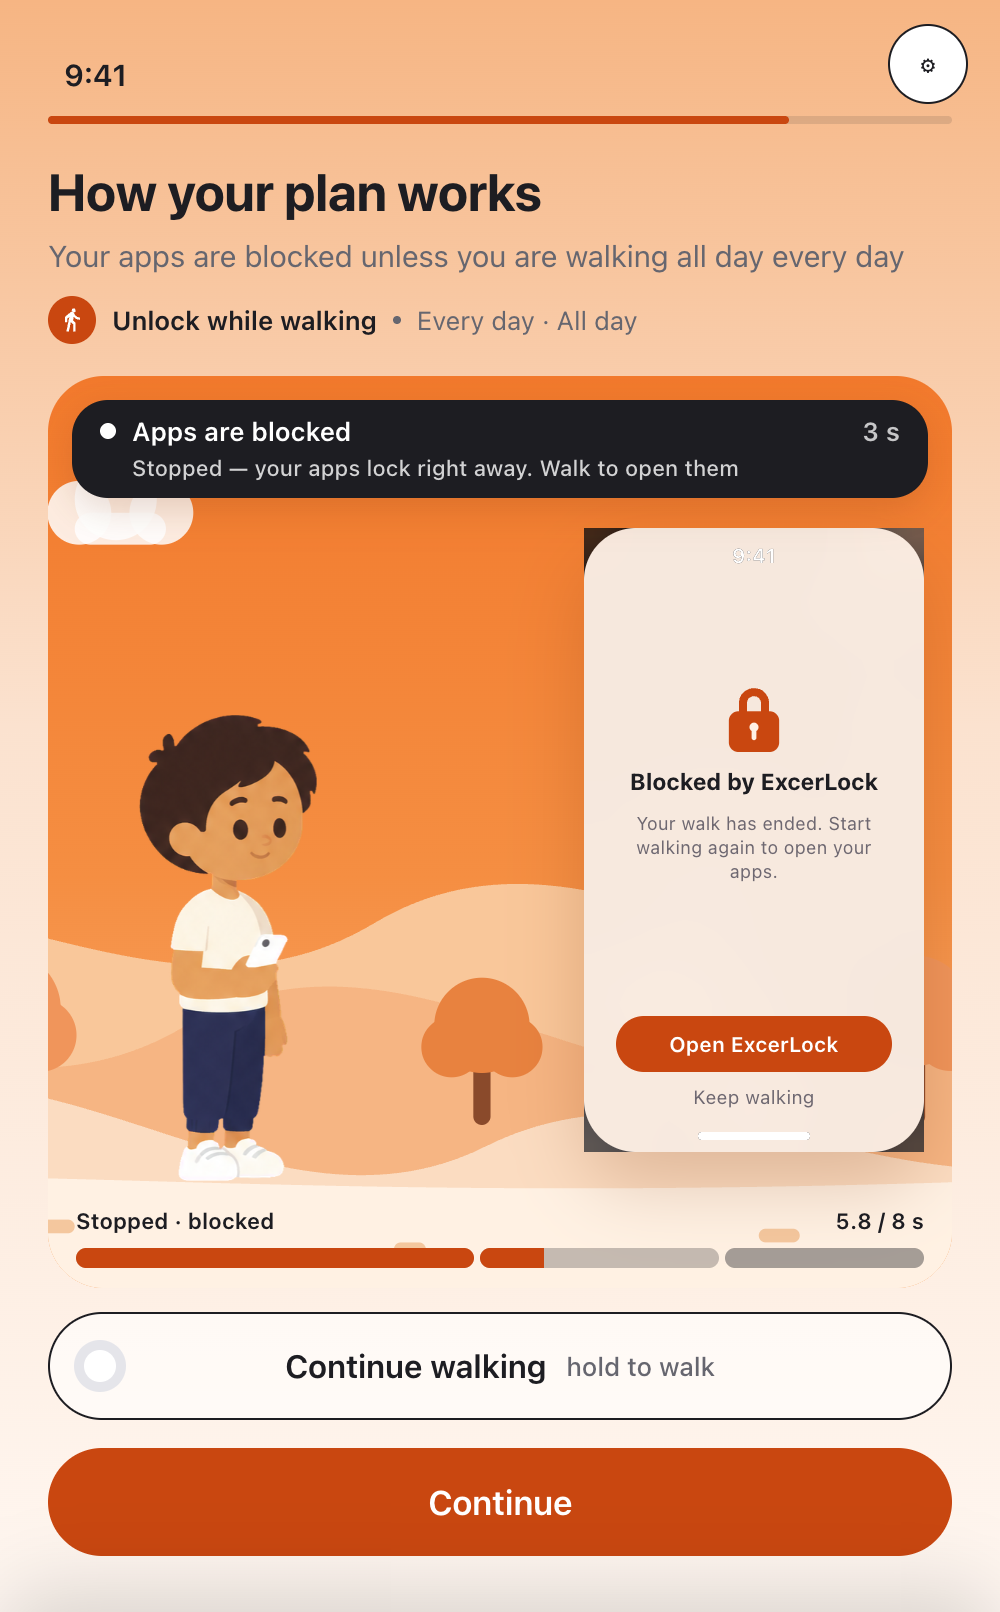 9:41
How your plan works
Your apps are blocked unless you are walking all day every day
Unlock while walking • Every day · All day
Apps are blocked 3 s
Stopped — your apps lock right away. Walk to open them
9:41
Blocked by ExcerLock
Your walk has ended. Start
walking again to open your
apps.
Open ExcerLock
Keep walking
Stopped · blocked 5.8 / 8 s
Continue walking hold to walk
Continue